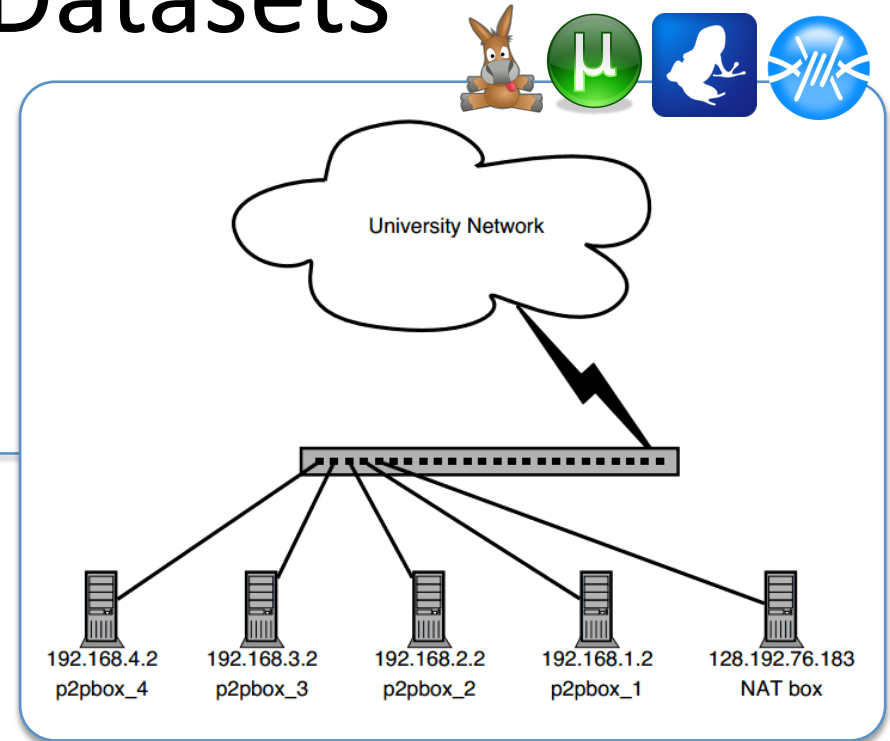 Datasets
µ
University Network
192.168.4.2 192.168.3.2 192.168.2.2 192.168.1.2 128.192.76.183
p2pbox_4 p2pbox_3 p2pbox_2 p2pbox_1 NAT box